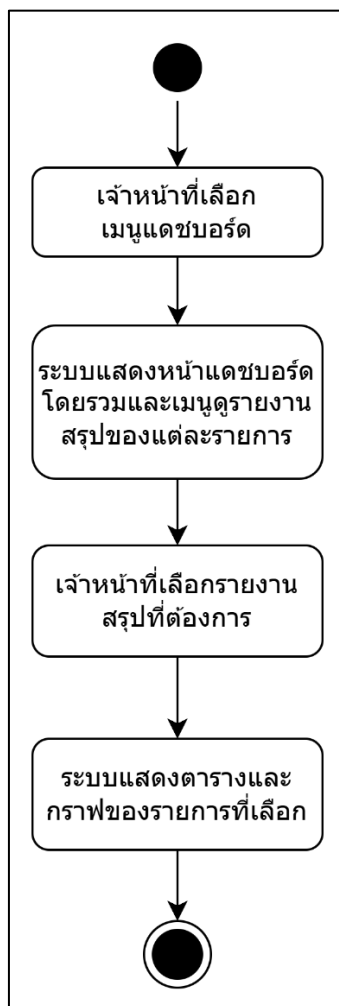 เจ้าหน้าที่เลือก
เมนูแดชบอร์ด
ระบบแสดงหน้าแดชบอร์ด
โดยรวมและเมนูดูรายงาน
สรุปของแต่ละรายการ
เจ้าหน้าที่เลือกรายงาน
สรุปที่ต้องการ
ระบบแสดงตารางและ
กราฟของรายการที่เลือก